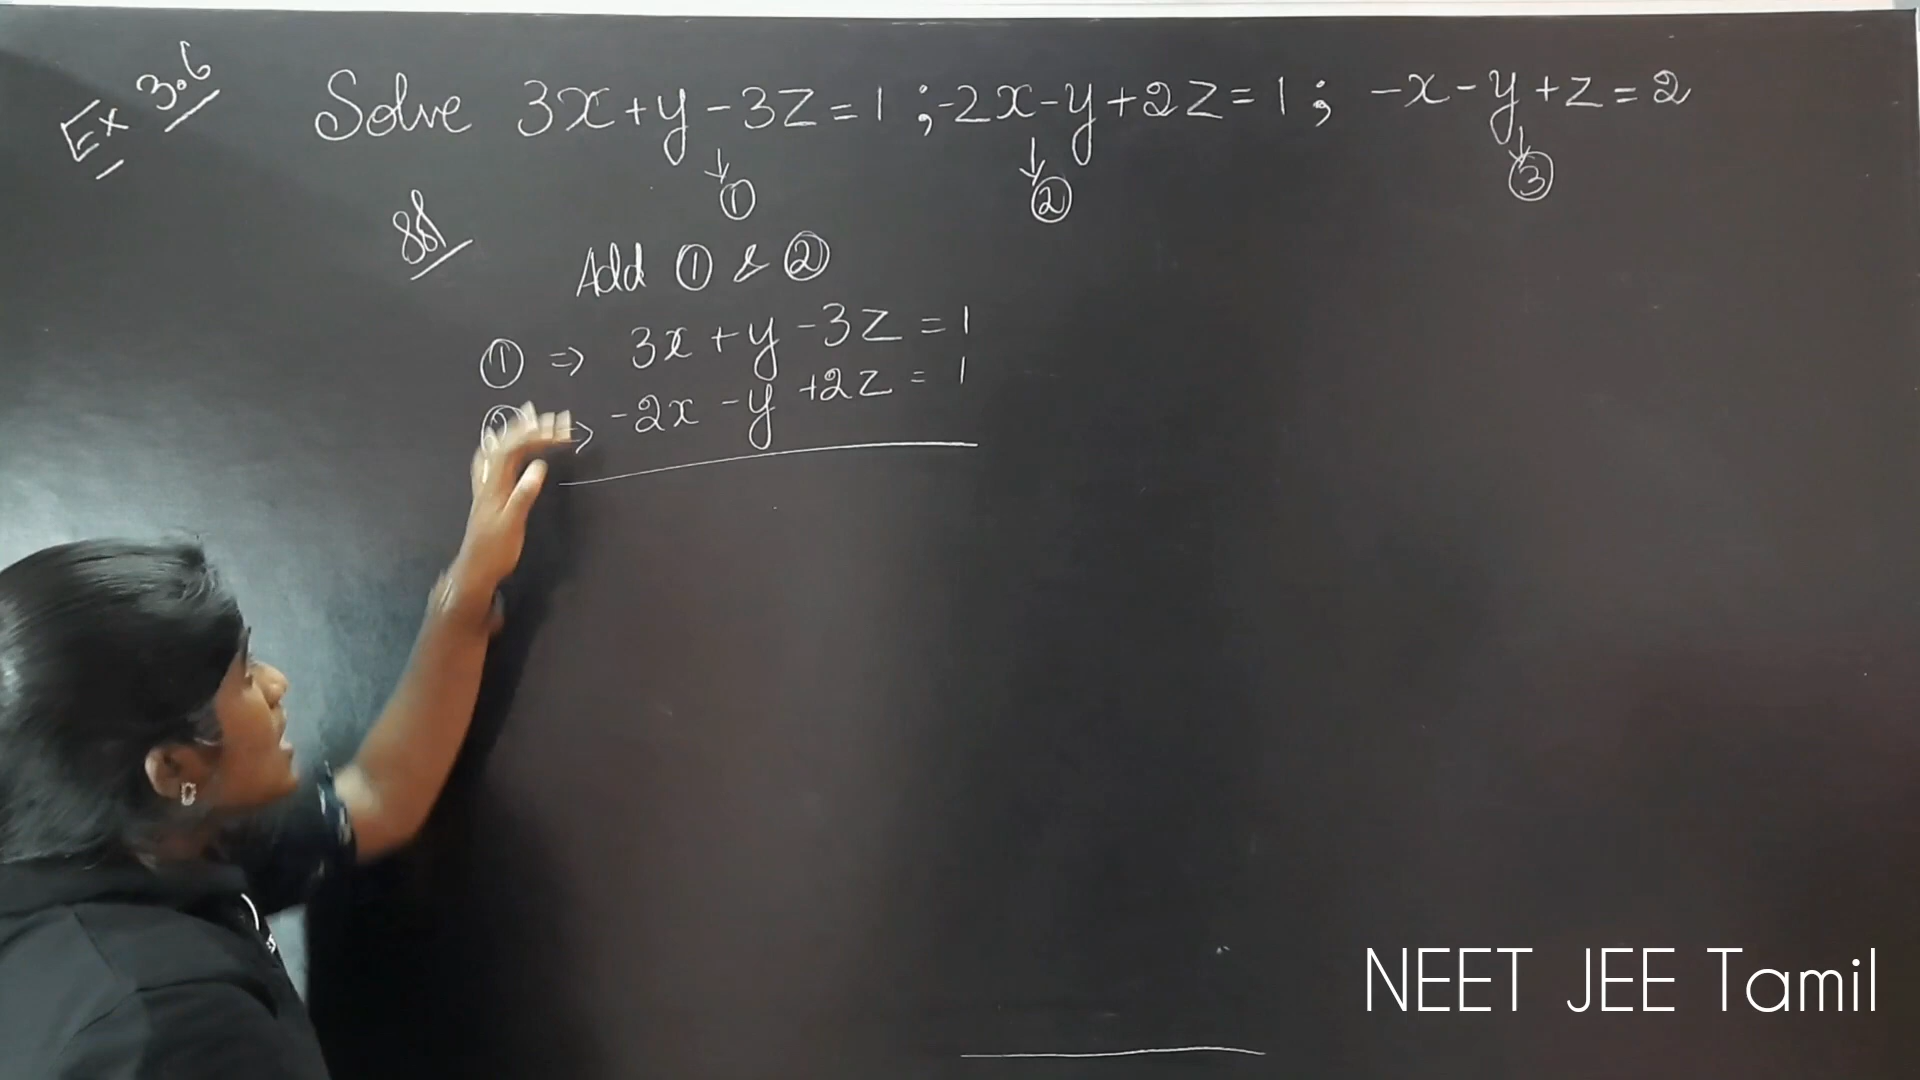 Ex 3.6
Solve 3x+y-3z=1 ; -2x-y+2z=1 ; -x-y+z=2
① ② ③
Add ① & ②
① => 3x+y-3z=1
② => -2x-y+2z=1
NEET JEE Tamil